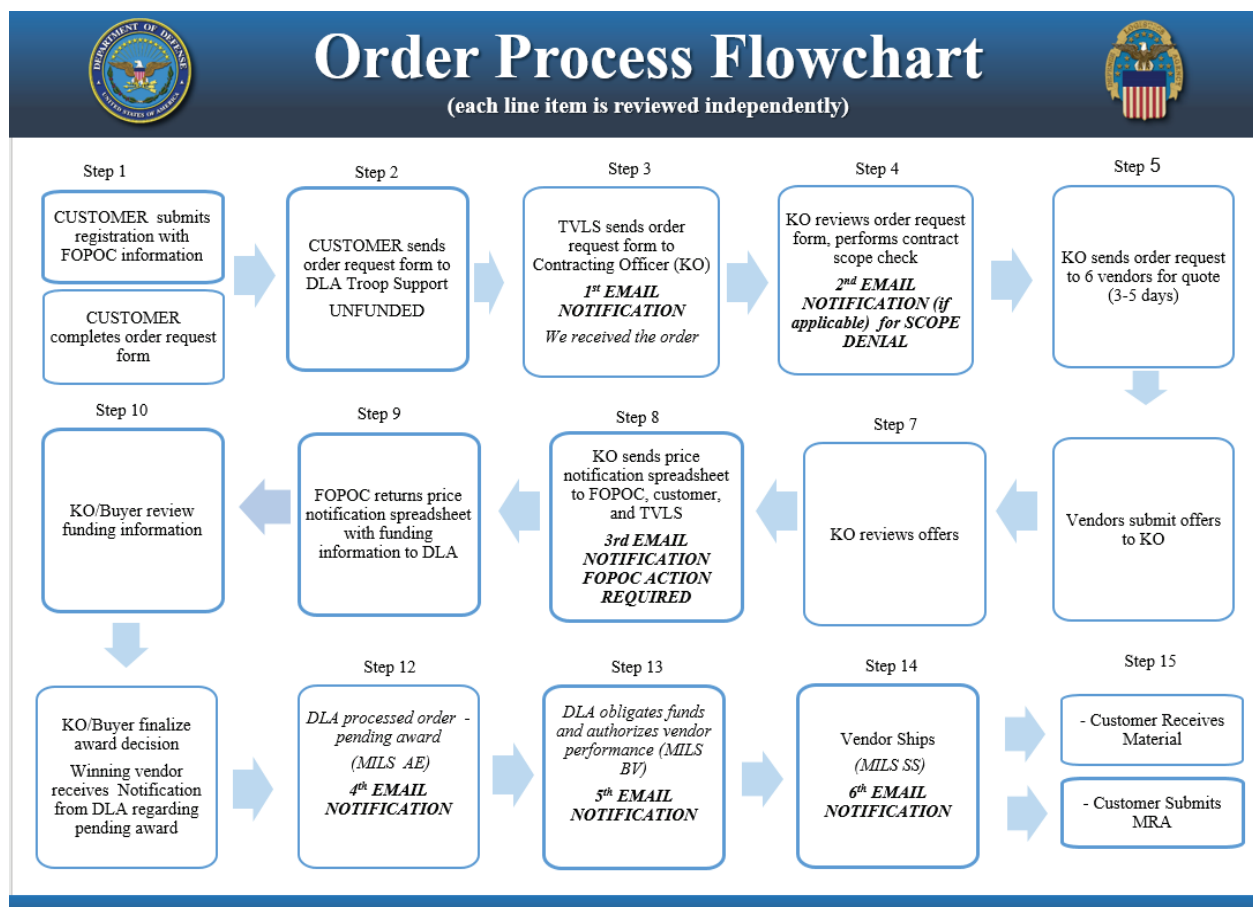 DEPARTMENT OF DEFENSE
UNITED STATES OF AMERICA
Order Process Flowchart
(each line item is reviewed independently)
Step 1
CUSTOMER submits
registration with
FOPOC information
CUSTOMER
completes order request
form
Step 2
CUSTOMER sends
order request form to
DLA Troop Support
UNFUNDED
Step 3
TVLS sends order
request form to
Contracting Officer (KO)
1st EMAIL
NOTIFICATION
We received the order
Step 4
KO reviews order request
form, performs contract
scope check
2nd EMAIL
NOTIFICATION (if
applicable) for SCOPE
DENIAL
Step 5
KO sends order request
to 6 vendors for quote
(3-5 days)
Vendors submit offers
to KO
Step 7
KO reviews offers
Step 8
KO sends price
notification spreadsheet
to FOPOC, customer,
and TVLS
3rd EMAIL
NOTIFICATION
FOPOC ACTION
REQUIRED
Step 9
FOPOC returns price
notification spreadsheet
with funding
information to DLA
Step 10
KO/Buyer review
funding information
KO/Buyer finalize
award decision
Winning vendor
receives Notification
from DLA regarding
pending award
Step 12
DLA processed order -
pending award
(MILS AE)
4th EMAIL
NOTIFICATION
Step 13
DLA obligates funds
and authorizes vendor
performance (MILS
BV)
5th EMAIL
NOTIFICATION
Step 14
Vendor Ships
(MILS SS)
6th EMAIL
NOTIFICATION
Step 15
- Customer Receives
Material
- Customer Submits
MRA